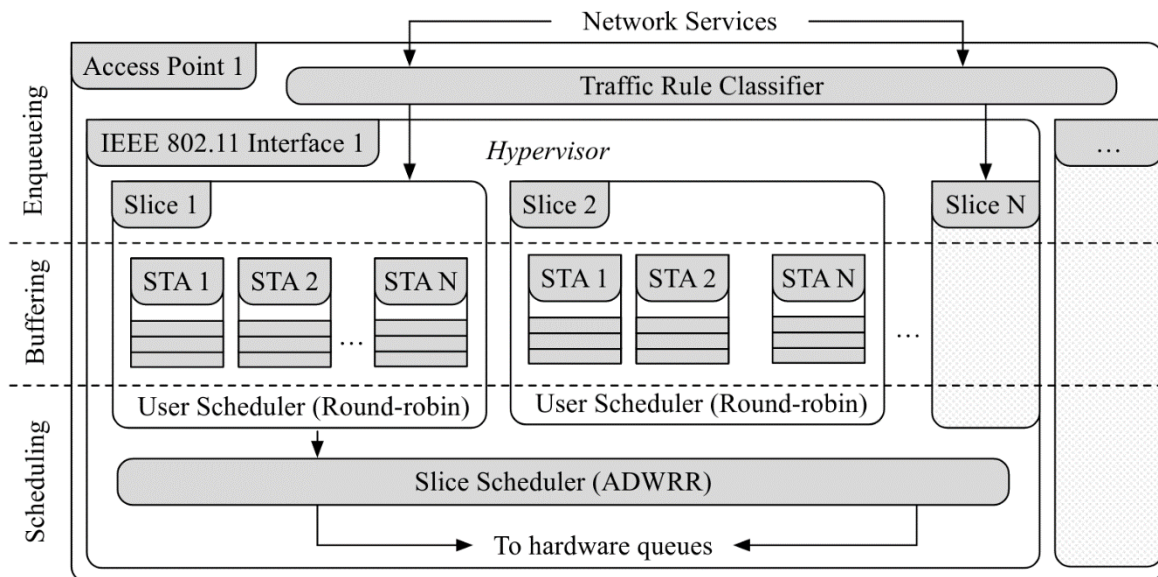 Network Services
Access Point 1
Traffic Rule Classifier
Enqueueing
IEEE 802.11 Interface 1
Hypervisor
...
Slice 1
Slice 2
Slice N
Buffering
STA 1
STA 2
STA N
STA 1
STA 2
STA N
...
...
User Scheduler (Round-robin)
User Scheduler (Round-robin)
Scheduling
Slice Scheduler (ADWRR)
To hardware queues